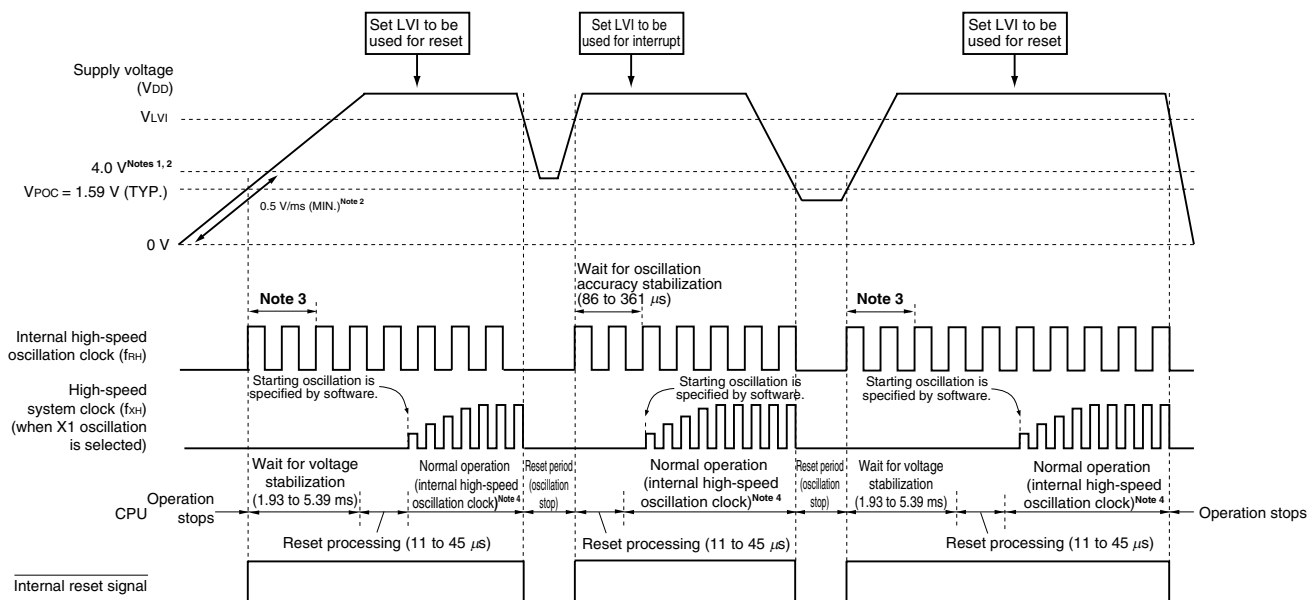 Set LVI to be
used for reset
Set LVI to be
used for interrupt
Set LVI to be
used for reset
Supply voltage
(VDD)
VLVI
4.0 V Notes 1, 2
VPOC = 1.59 V (TYP.)
0.5 V/ms (MIN.) Note 2
0 V
Wait for oscillation
accuracy stabilization
(86 to 361 μs)
Note 3
Note 3
Internal high-speed
oscillation clock (fRH)
Starting oscillation is
specified by software.
Starting oscillation is
specified by software.
Starting oscillation is
specified by software.
High-speed
system clock (fXH)
(when X1 oscillation
is selected)
Wait for voltage
stabilization
(1.93 to 5.39 ms)
Normal operation
(internal high-speed
oscillation clock) Note 4
Reset period
(oscillation
stop)
Normal operation
(internal high-speed
oscillation clock) Note 4
Reset period
(oscillation
stop)
Wait for voltage
stabilization
(1.93 to 5.39 ms)
Normal operation
(internal high-speed
oscillation clock) Note 4
CPU
Operation
stops
Operation stops
Reset processing (11 to 45 μs)
Reset processing (11 to 45 μs)
Reset processing (11 to 45 μs)
Internal reset signal